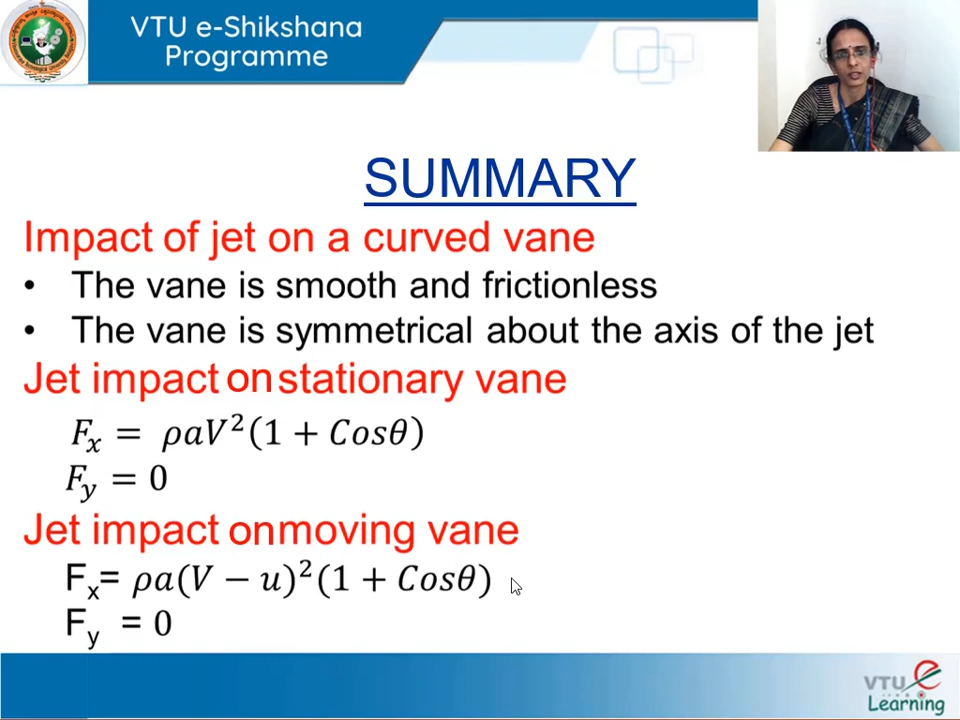 VTU e-Shikshana
Programme
SUMMARY
Impact of jet on a curved vane
• The vane is smooth and frictionless
• The vane is symmetrical about the axis of the jet
Jet impact on stationary vane
Fₓ = ρaV²(1 + Cosθ)
F_y = 0
Jet impact on moving vane
Fₓ= ρa(V − u)²(1 + Cosθ)
F_y = 0
VTU e
Learning